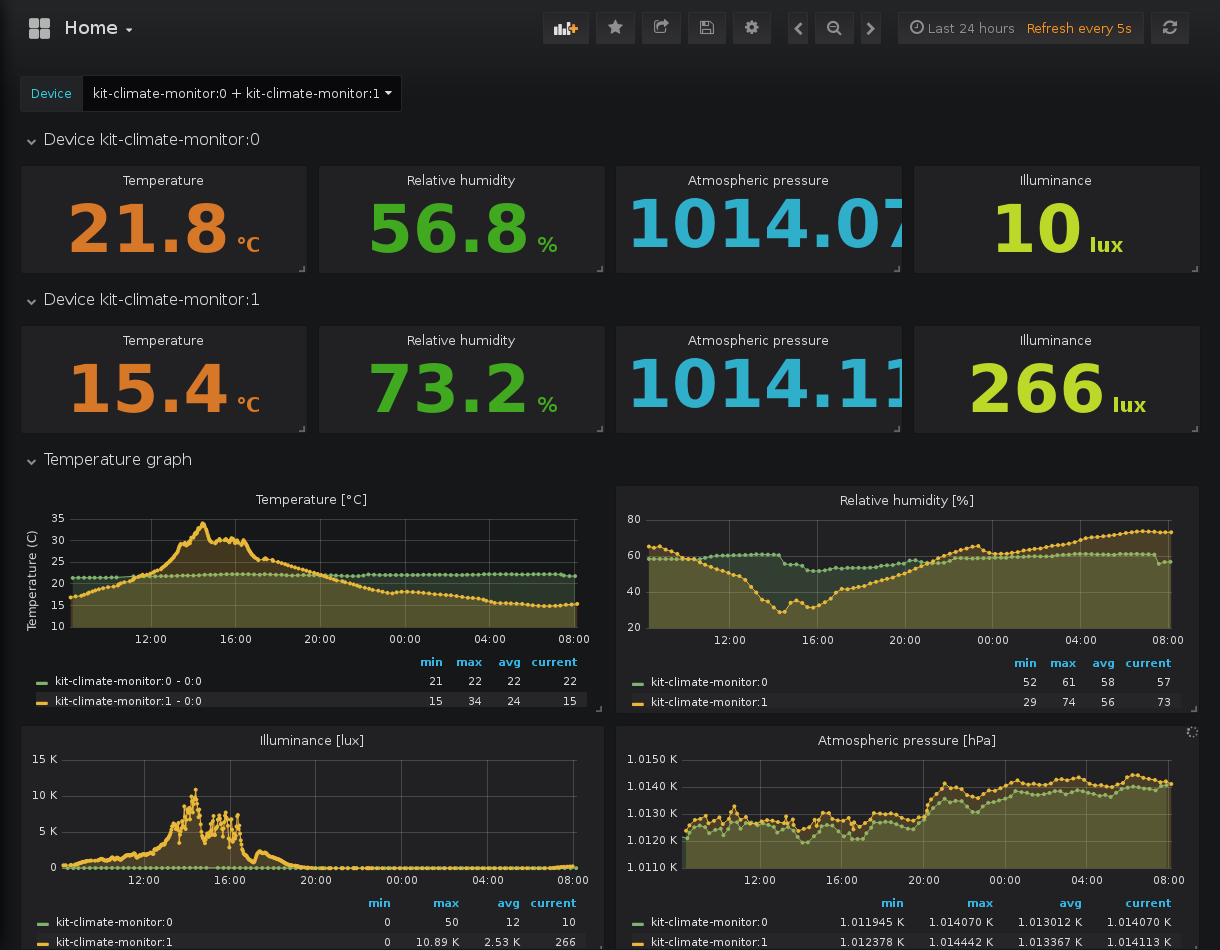 Home
Last 24 hours Refresh every 5s
Device kit-climate-monitor:0 + kit-climate-monitor:1
Device kit-climate-monitor:0
Temperature Relative humidity Atmospheric pressure Illuminance
21.8 °C 56.8 % 1014.07 10 lux
Device kit-climate-monitor:1
Temperature Relative humidity Atmospheric pressure Illuminance
15.4 °C 73.2 % 1014.11 266 lux
Temperature graph
Temperature [°C]
Temperature (C)
35
30
25
20
15
10
12:00 16:00 20:00 00:00 04:00 08:00
min max avg current
kit-climate-monitor:0 - 0:0 21 22 22 22
kit-climate-monitor:1 - 0:0 15 34 24 15
Relative humidity [%]
80
60
40
20
12:00 16:00 20:00 00:00 04:00 08:00
min max avg current
kit-climate-monitor:0 52 61 58 57
kit-climate-monitor:1 29 74 56 73
Illuminance [lux]
15 K
10 K
5 K
0
12:00 16:00 20:00 00:00 04:00 08:00
min max avg current
kit-climate-monitor:0 0 50 12 10
kit-climate-monitor:1 0 10.89 K 2.53 K 266
Atmospheric pressure [hPa]
1.0150 K
1.0140 K
1.0130 K
1.0120 K
1.0110 K
12:00 16:00 20:00 00:00 04:00 08:00
min max avg current
kit-climate-monitor:0 1.011945 K 1.014070 K 1.013012 K 1.014070 K
kit-climate-monitor:1 1.012378 K 1.014442 K 1.013367 K 1.014113 K